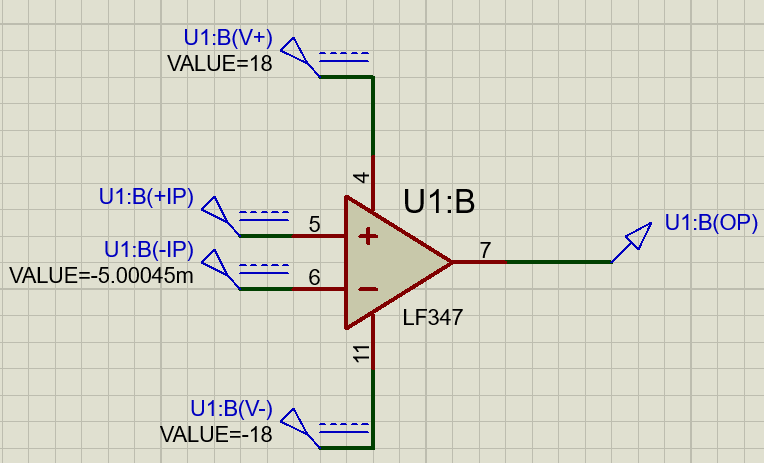 U1:B(V+)
VALUE=18
4
U1:B
U1:B(+IP)
5
+
U1:B(OP)
7
U1:B(-IP)
VALUE=-5.00045m
6
−
LF347
11
U1:B(V-)
VALUE=-18